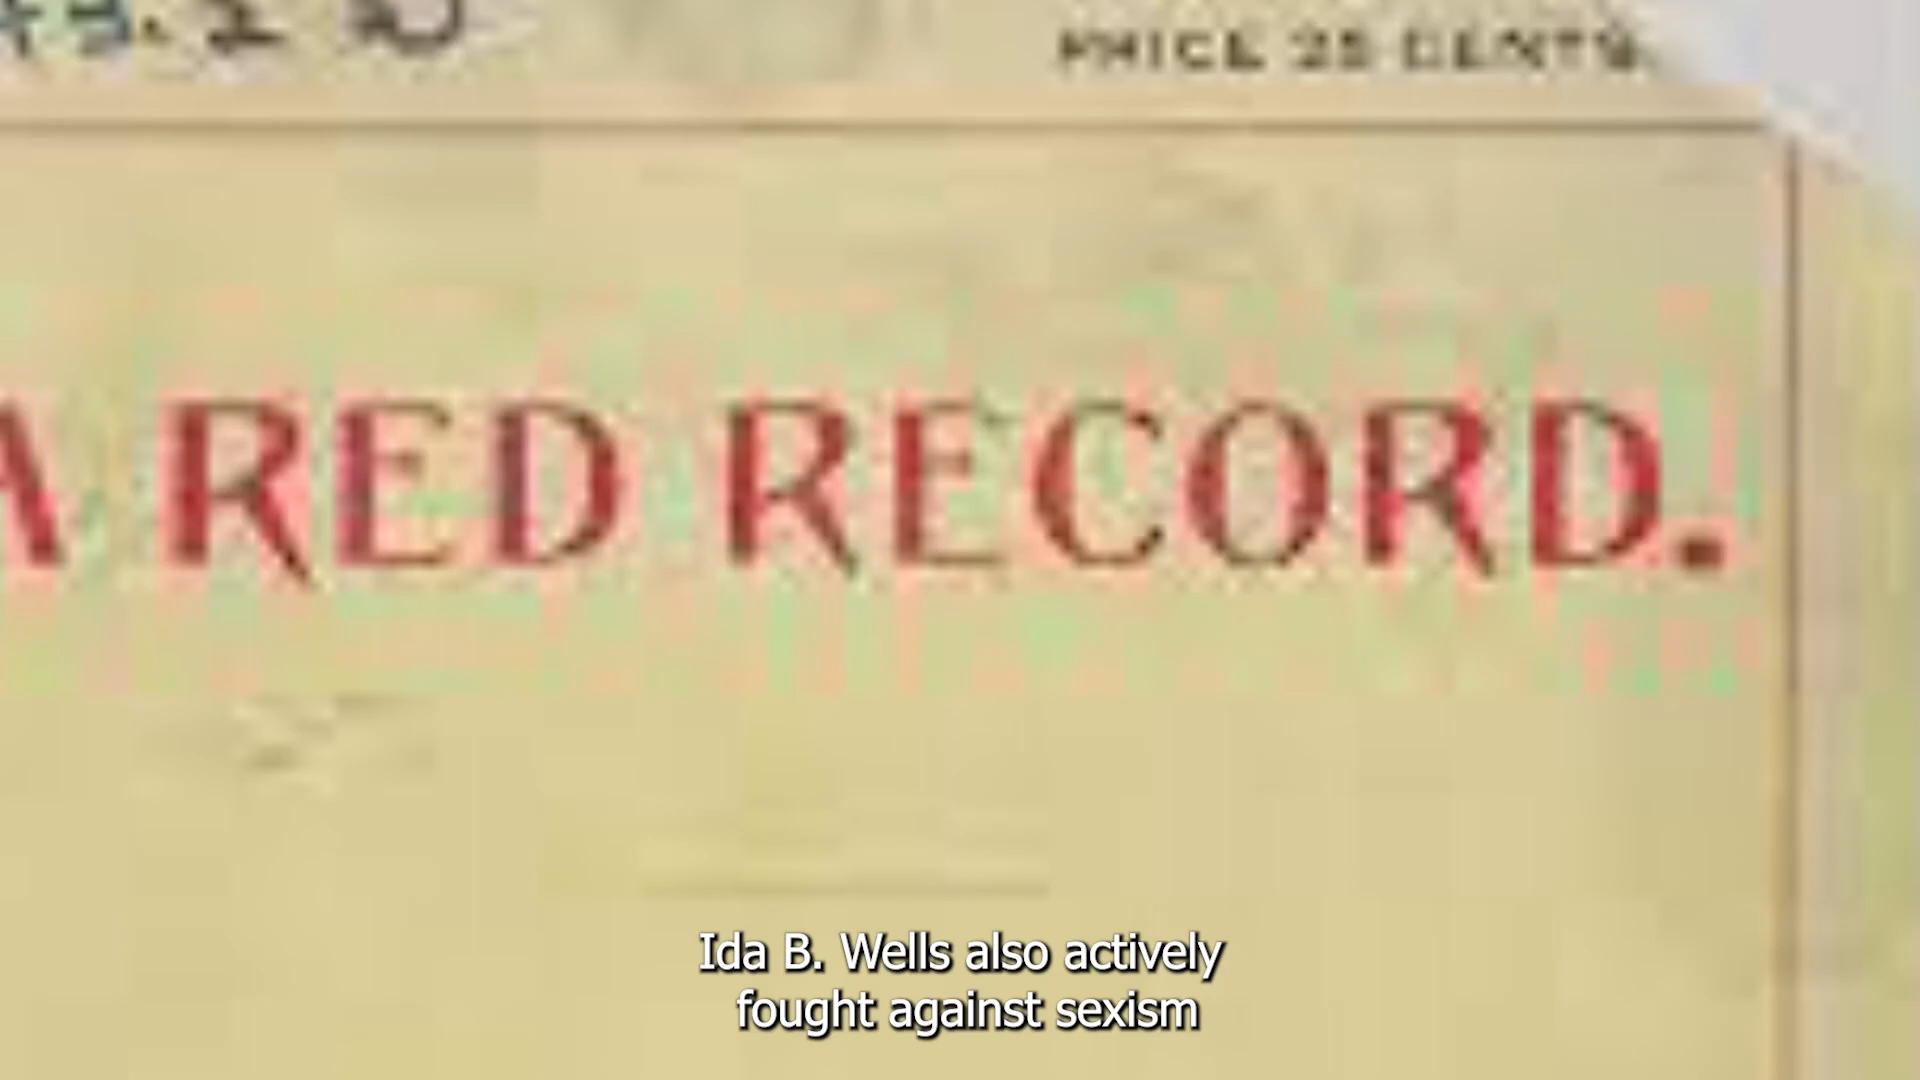 PRICE 25 CENTS.
A RED RECORD.
Ida B. Wells also actively
fought against sexism